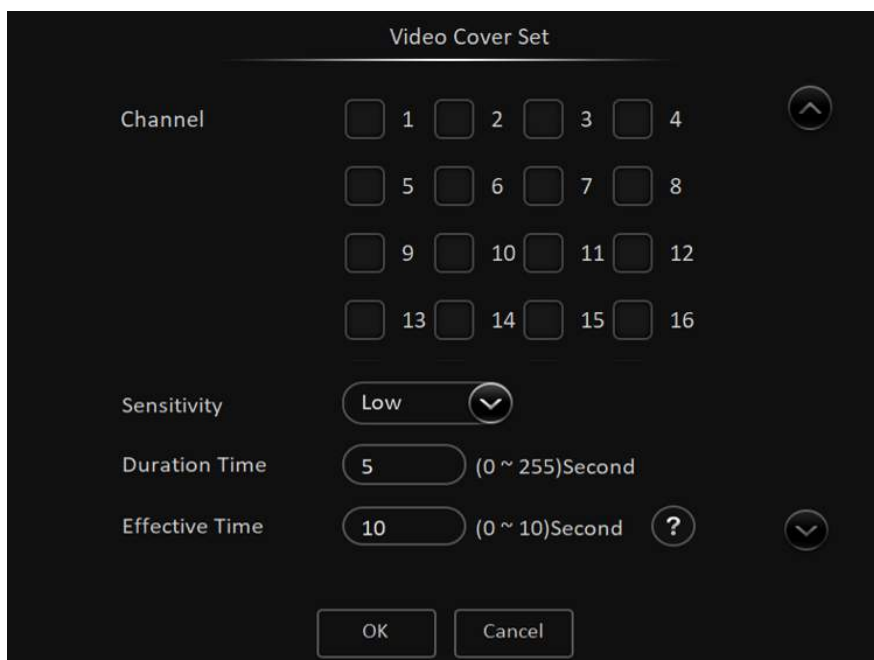 Video Cover Set
Channel 1 2 3 4
5 6 7 8
9 10 11 12
13 14 15 16
Sensitivity Low
Duration Time 5 (0 ~ 255)Second
Effective Time 10 (0 ~ 10)Second ?
OK Cancel